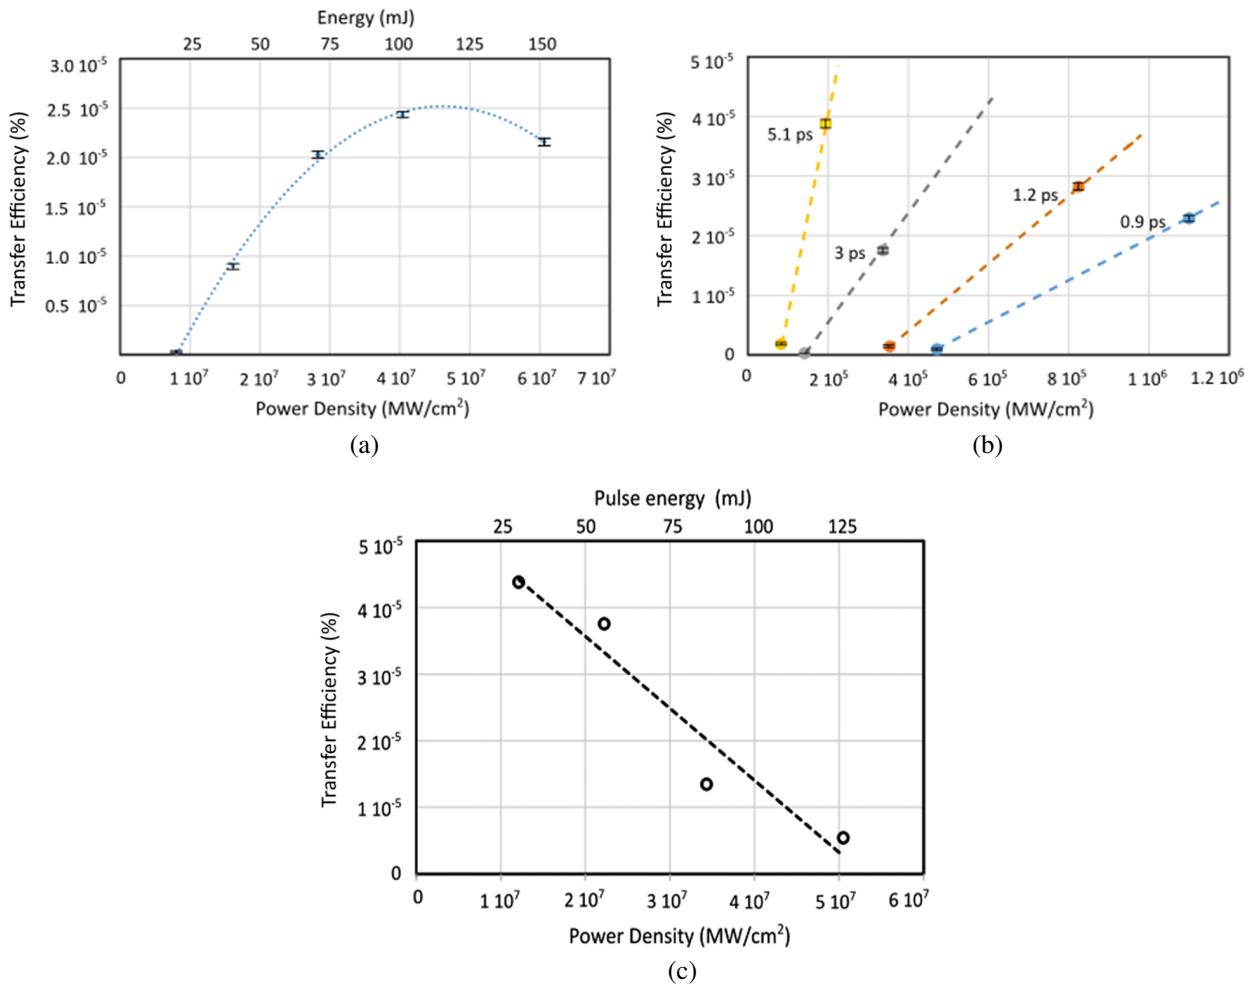 Energy (mJ)
25 50 75 100 125 150
3.0 10⁻⁵
2.5 10⁻⁵
2.0 10⁻⁵
1.5 10⁻⁵
1.0 10⁻⁵
0.5 10⁻⁵
Transfer Efficiency (%)
0 1 10⁷ 2 10⁷ 3 10⁷ 4 10⁷ 5 10⁷ 6 10⁷ 7 10⁷
Power Density (MW/cm²)
(a)
5 10⁻⁵
4 10⁻⁵
3 10⁻⁵
2 10⁻⁵
1 10⁻⁵
0
Transfer Efficiency (%)
5.1 ps
3 ps
1.2 ps
0.9 ps
0 2 10⁵ 4 10⁵ 6 10⁵ 8 10⁵ 1 10⁶ 1.2 10⁶
Power Density (MW/cm²)
(b)
Pulse energy (mJ)
25 50 75 100 125
5 10⁻⁵
4 10⁻⁵
3 10⁻⁵
2 10⁻⁵
1 10⁻⁵
0
Transfer Efficiency (%)
0 1 10⁷ 2 10⁷ 3 10⁷ 4 10⁷ 5 10⁷ 6 10⁷
Power Density (MW/cm²)
(c)